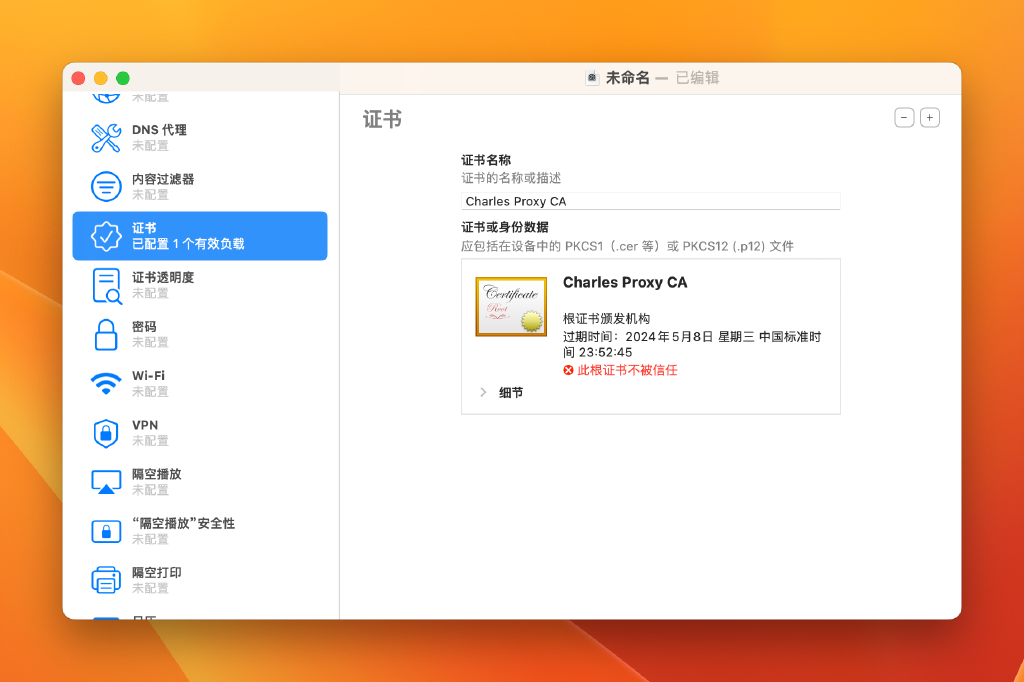 未命名 — 已编辑
未配置
DNS 代理
未配置
内容过滤器
未配置
证书
已配置 1 个有效负载
证书透明度
未配置
密码
未配置
Wi-Fi
未配置
VPN
未配置
隔空播放
未配置
“隔空播放”安全性
未配置
隔空打印
未配置
证书
证书名称
证书的名称或描述
Charles Proxy CA
证书或身份数据
应包括在设备中的 PKCS1（.cer 等）或 PKCS12 (.p12) 文件
Certificate
Root
Charles Proxy CA
根证书颁发机构
过期时间：2024年5月8日 星期三 中国标准时
间 23:52:45
此根证书不被信任
细节